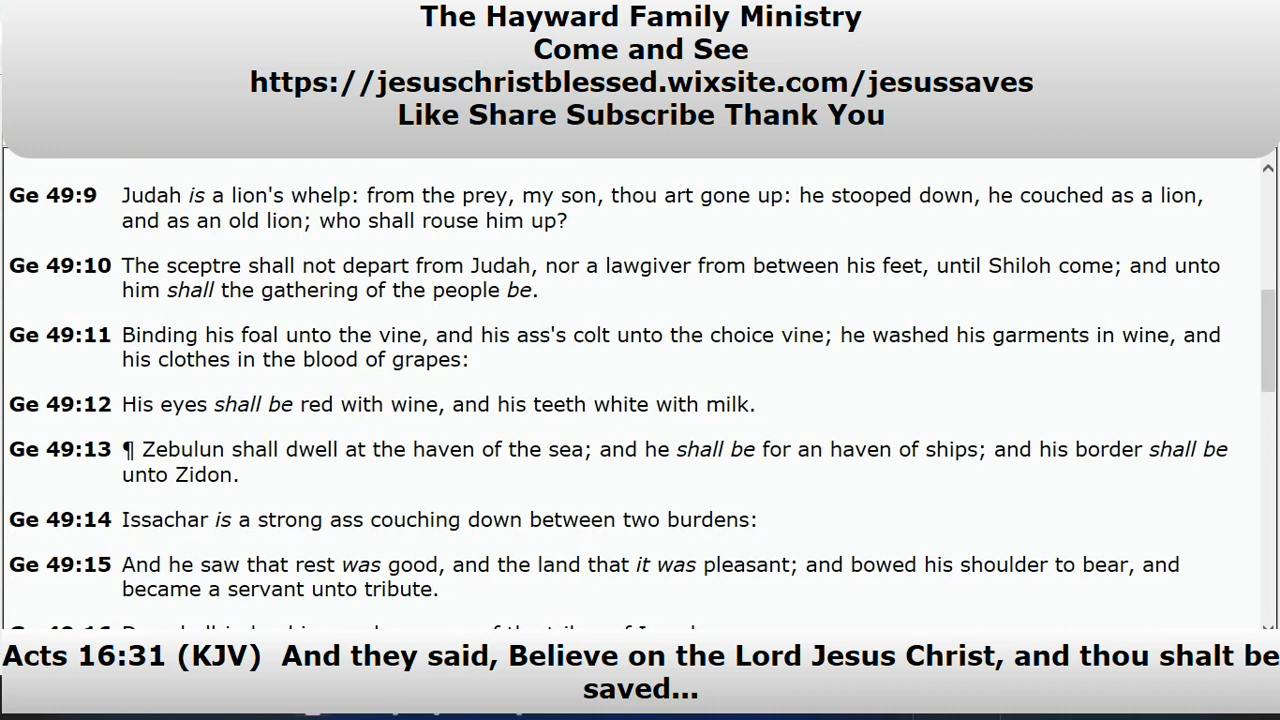 The Hayward Family Ministry
Come and See
https://jesuschristblessed.wixsite.com/jesussaves
Like Share Subscribe Thank You
Ge 49:9 Judah is a lion's whelp: from the prey, my son, thou art gone up: he stooped down, he couched as a lion,
and as an old lion; who shall rouse him up?
Ge 49:10 The sceptre shall not depart from Judah, nor a lawgiver from between his feet, until Shiloh come; and unto
him shall the gathering of the people be.
Ge 49:11 Binding his foal unto the vine, and his ass's colt unto the choice vine; he washed his garments in wine, and
his clothes in the blood of grapes:
Ge 49:12 His eyes shall be red with wine, and his teeth white with milk.
Ge 49:13 ¶ Zebulun shall dwell at the haven of the sea; and he shall be for an haven of ships; and his border shall be
unto Zidon.
Ge 49:14 Issachar is a strong ass couching down between two burdens:
Ge 49:15 And he saw that rest was good, and the land that it was pleasant; and bowed his shoulder to bear, and
became a servant unto tribute.
Acts 16:31 (KJV) And they said, Believe on the Lord Jesus Christ, and thou shalt be
saved...